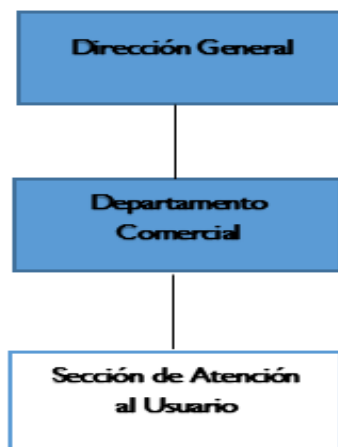 Dirección General
Departamento
Comercial
Sección de Atención
al Usuario